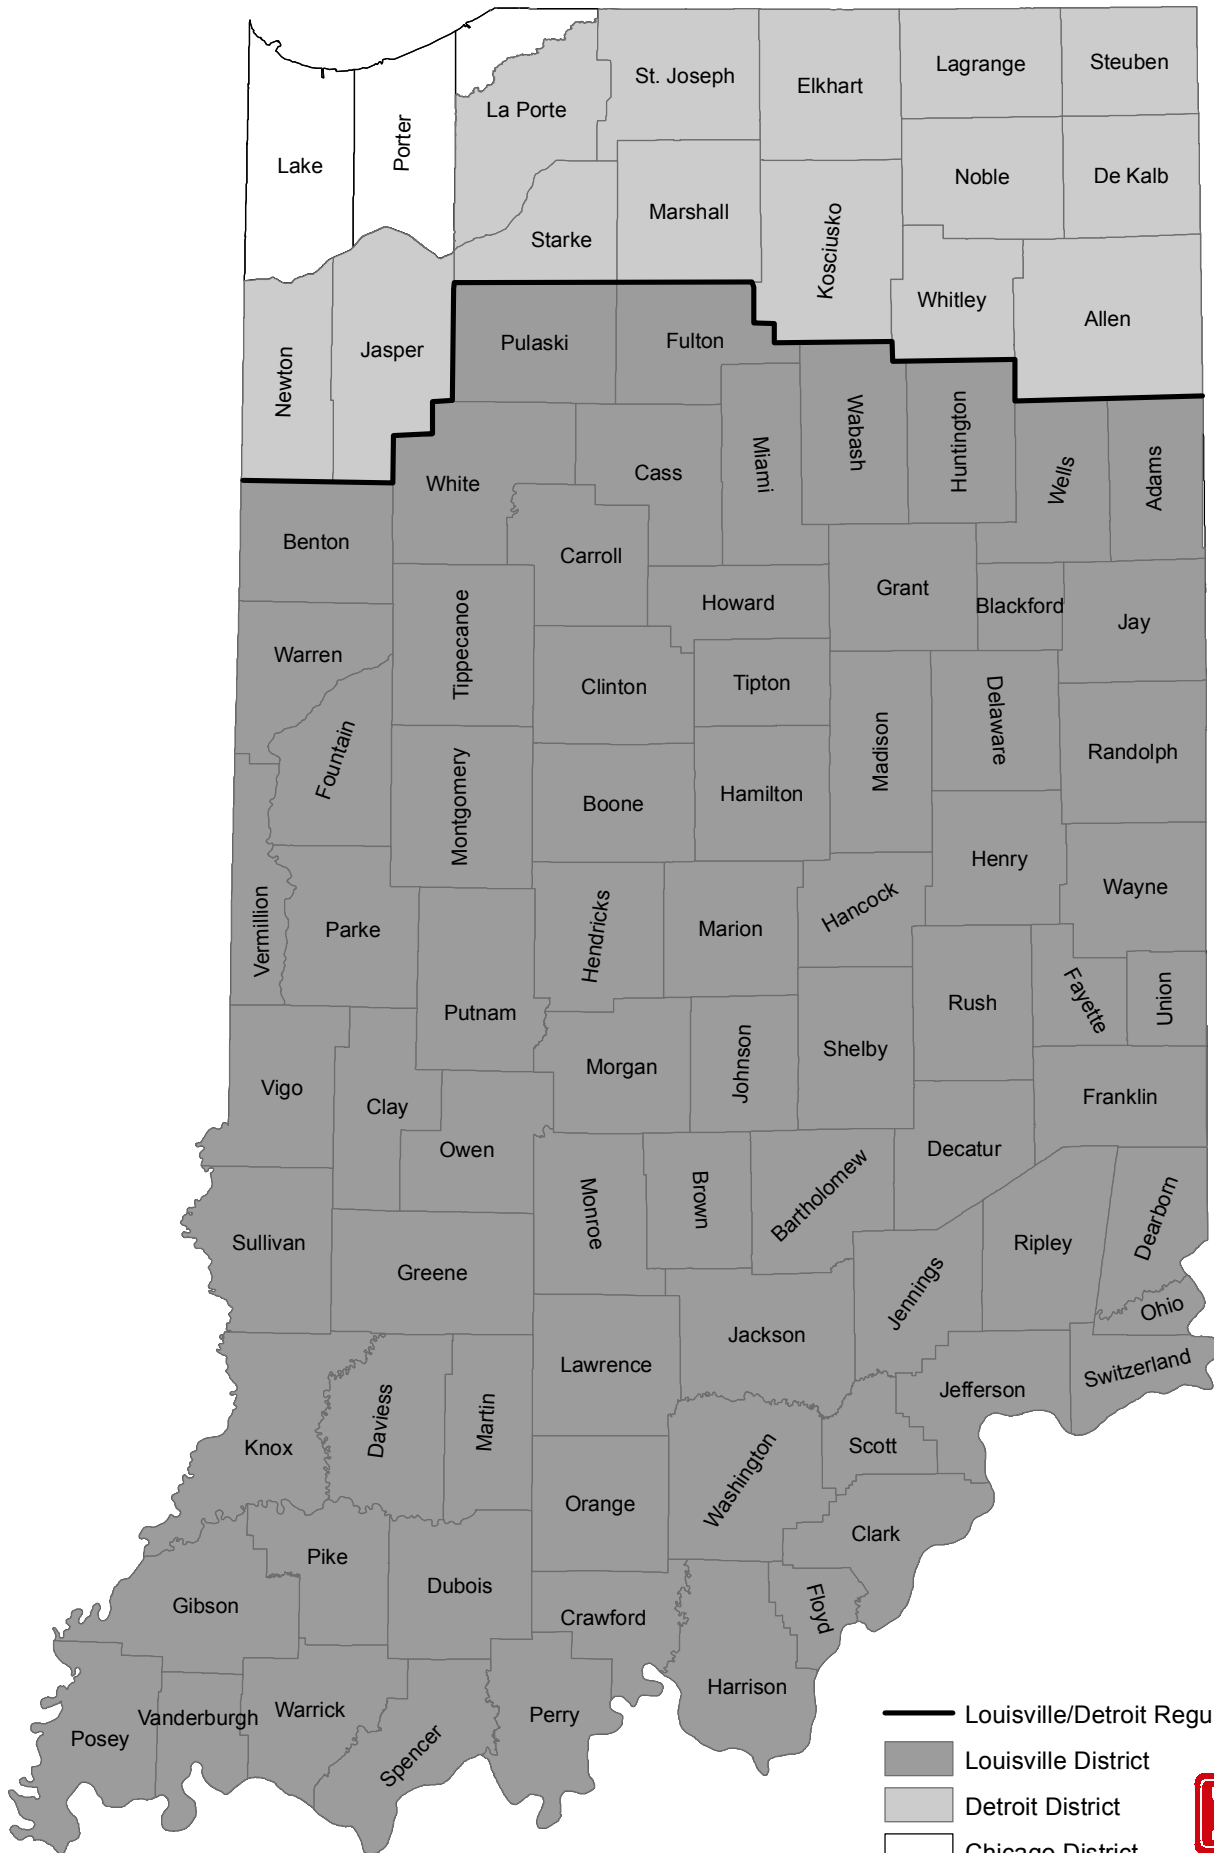 St. Joseph
Elkhart
Lagrange
Steuben
La Porte
Lake
Porter
Noble
De Kalb
Marshall
Starke
Kosciusko
Whitley
Allen
Newton
Jasper
Pulaski
Fulton
White
Cass
Miami
Wabash
Huntington
Wells
Adams
Benton
Carroll
Grant
Blackford
Jay
Howard
Warren
Tippecanoe
Clinton
Tipton
Madison
Delaware
Randolph
Fountain
Montgomery
Boone
Hamilton
Henry
Wayne
Vermillion
Parke
Hendricks
Marion
Hancock
Putnam
Rush
Fayette
Union
Morgan
Johnson
Shelby
Vigo
Clay
Franklin
Owen
Decatur
Monroe
Brown
Bartholomew
Dearborn
Sullivan
Greene
Ripley
Jennings
Ohio
Jackson
Lawrence
Switzerland
Jefferson
Daviess
Martin
Knox
Scott
Washington
Orange
Clark
Pike
Dubois
Gibson
Crawford
Floyd
Harrison
Warrick
Vanderburgh
Posey
Perry
Spencer
Louisville/Detroit Regu
Louisville District
Detroit District
Chicago District